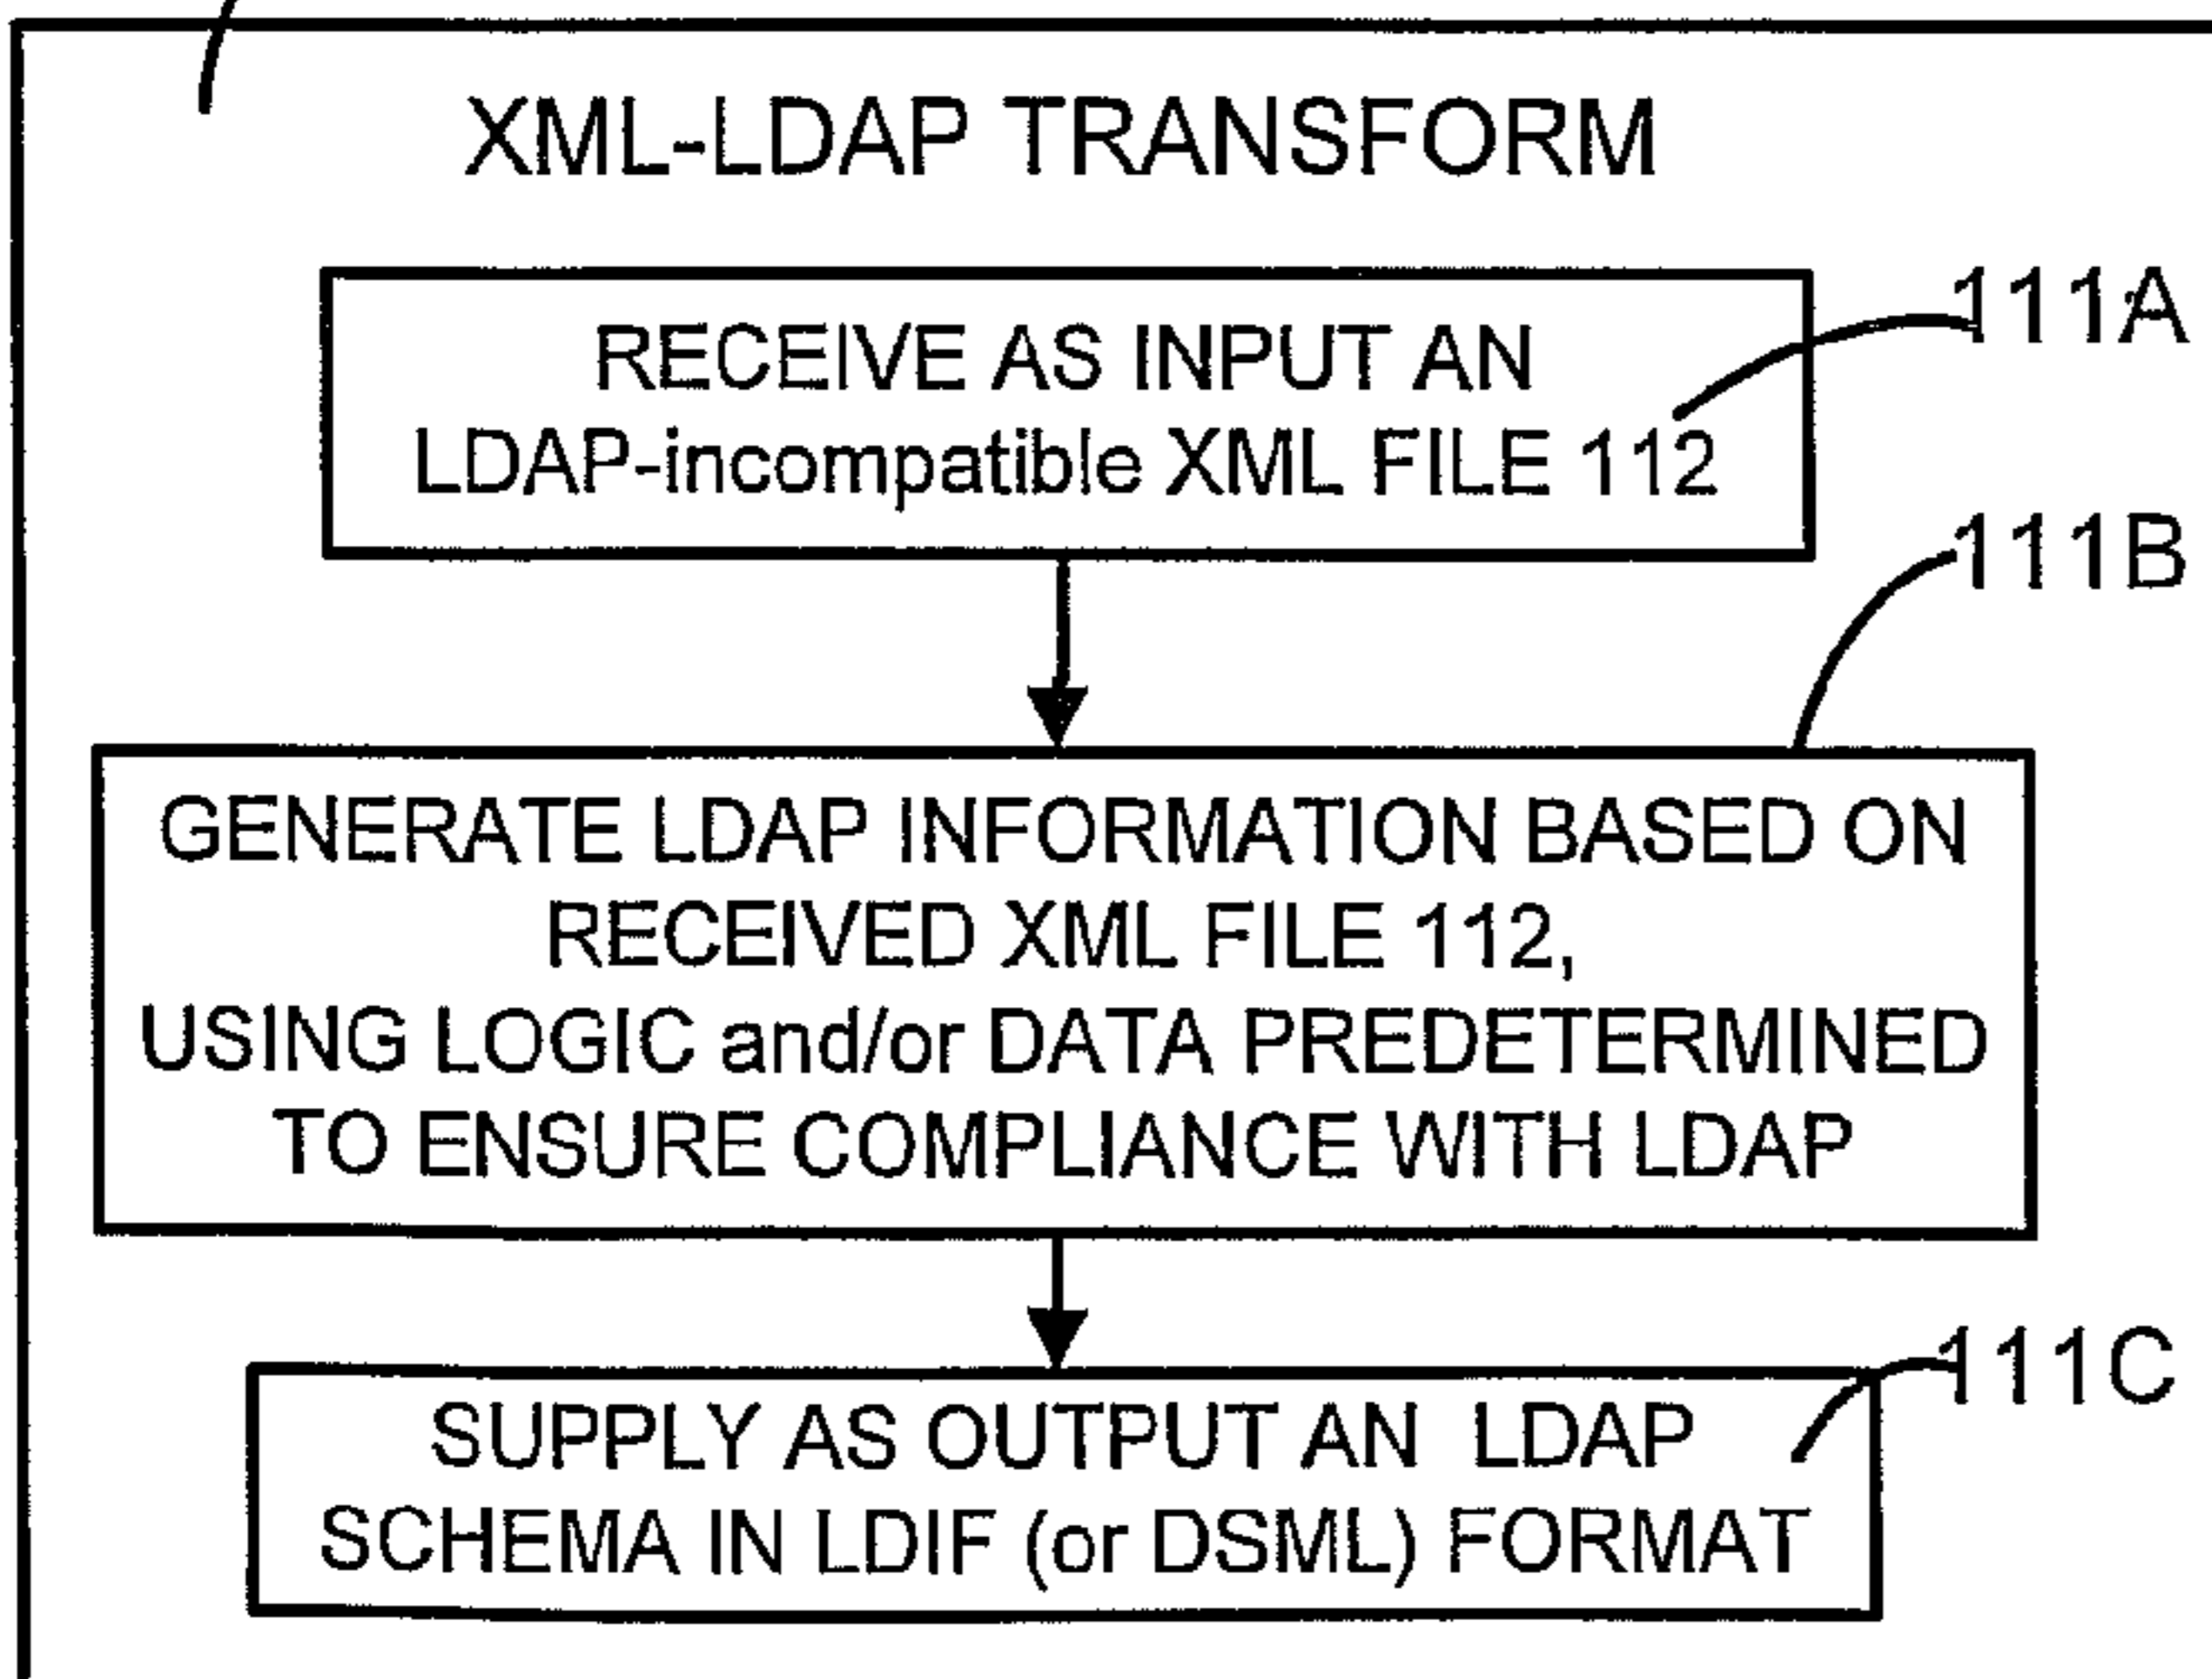 XML-LDAP TRANSFORM
111A
RECEIVE AS INPUT AN
LDAP-incompatible XML FILE 112
111B
GENERATE LDAP INFORMATION BASED ON
RECEIVED XML FILE 112,
USING LOGIC and/or DATA PREDETERMINED
TO ENSURE COMPLIANCE WITH LDAP
111C
SUPPLY AS OUTPUT AN LDAP
SCHEMA IN LDIF (or DSML) FORMAT